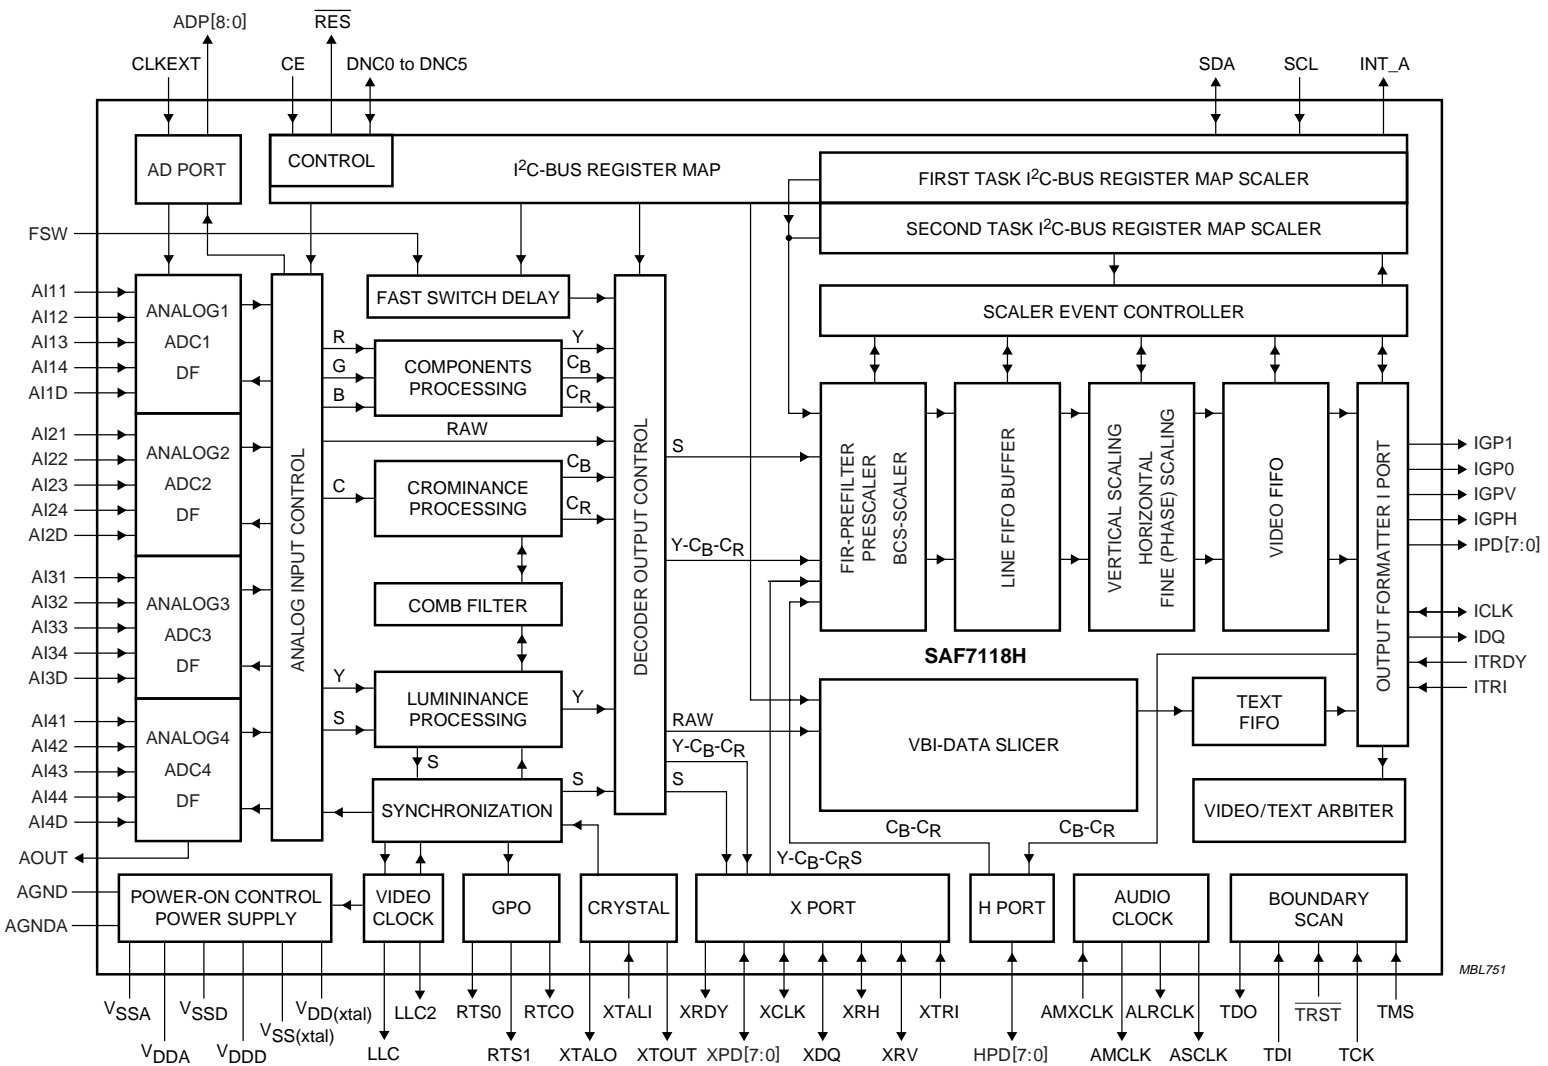 ADP[8:0]
RES
CLKEXT
CE
DNC0 to DNC5
SDA
SCL
INT_A
CONTROL
AD PORT
I2C-BUS REGISTER MAP
FIRST TASK I2C-BUS REGISTER MAP SCALER
SECOND TASK I2C-BUS REGISTER MAP SCALER
FSW
AI11
AI12
AI13
AI14
AI1D
ANALOG1
ADC1
DF
AI21
AI22
AI23
AI24
AI2D
ANALOG2
ADC2
DF
AI31
AI32
AI33
AI34
AI3D
ANALOG3
ADC3
DF
AI41
AI42
AI43
AI44
AI4D
ANALOG4
ADC4
DF
AOUT
AGND
AGNDA
ANALOG INPUT CONTROL
FAST SWITCH DELAY
R
G
B
COMPONENTS
PROCESSING
Y
CB
CR
RAW
C
CROMINANCE
PROCESSING
CB
CR
COMB FILTER
Y
S
LUMININANCE
PROCESSING
Y
S
SYNCHRONIZATION
S
DECODER OUTPUT CONTROL
S
Y-CB-CR
RAW
Y-CB-CR
S
SCALER EVENT CONTROLLER
FIR-PREFILTER
PRESCALER
BCS-SCALER
LINE FIFO BUFFER
VERTICAL SCALING
HORIZONTAL
FINE (PHASE) SCALING
VIDEO FIFO
OUTPUT FORMATTER I PORT
IGP1
IGP0
IGPV
IGPH
IPD[7:0]
ICLK
IDQ
ITRDY
ITRI
SAF7118H
VBI-DATA SLICER
TEXT
FIFO
VIDEO/TEXT ARBITER
CB-CR
CB-CR
Y-CB-CRS
POWER-ON CONTROL
POWER SUPPLY
VIDEO
CLOCK
GPO
CRYSTAL
X PORT
H PORT
AUDIO
CLOCK
BOUNDARY
SCAN
MBL751
VSSA
VSSD
VDD(xtal)
VSS(xtal)
LLC2
RTS0
RTCO
XTALI
XRDY
XCLK
XRH
XTRI
AMXCLK
ALRCLK
TDO
TRST
TMS
VDDA
VDDD
LLC
RTS1
XTALO
XTOUT
XPD[7:0]
XDQ
XRV
HPD[7:0]
AMCLK
ASCLK
TDI
TCK